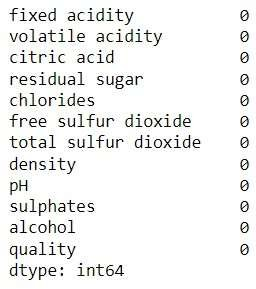 fixed acidity 0
volatile acidity 0
citric acid 0
residual sugar 0
chlorides 0
free sulfur dioxide 0
total sulfur dioxide 0
density 0
pH 0
sulphates 0
alcohol 0
quality 0
dtype: int64